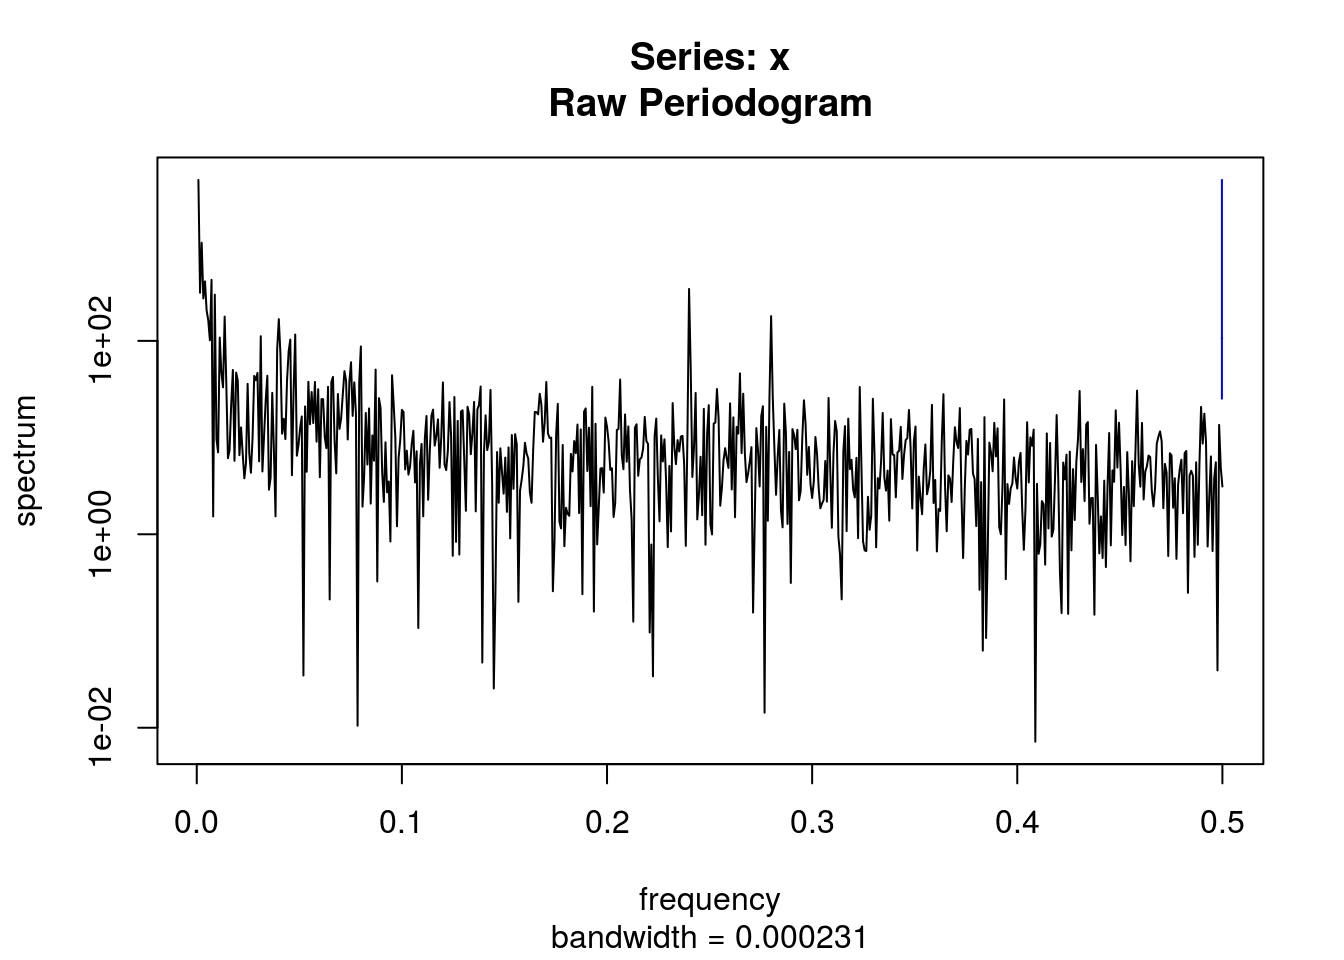 Series: x
Raw Periodogram
spectrum
1e+02
1e+00
1e-02
0.0 0.1 0.2 0.3 0.4 0.5
frequency
bandwidth = 0.000231